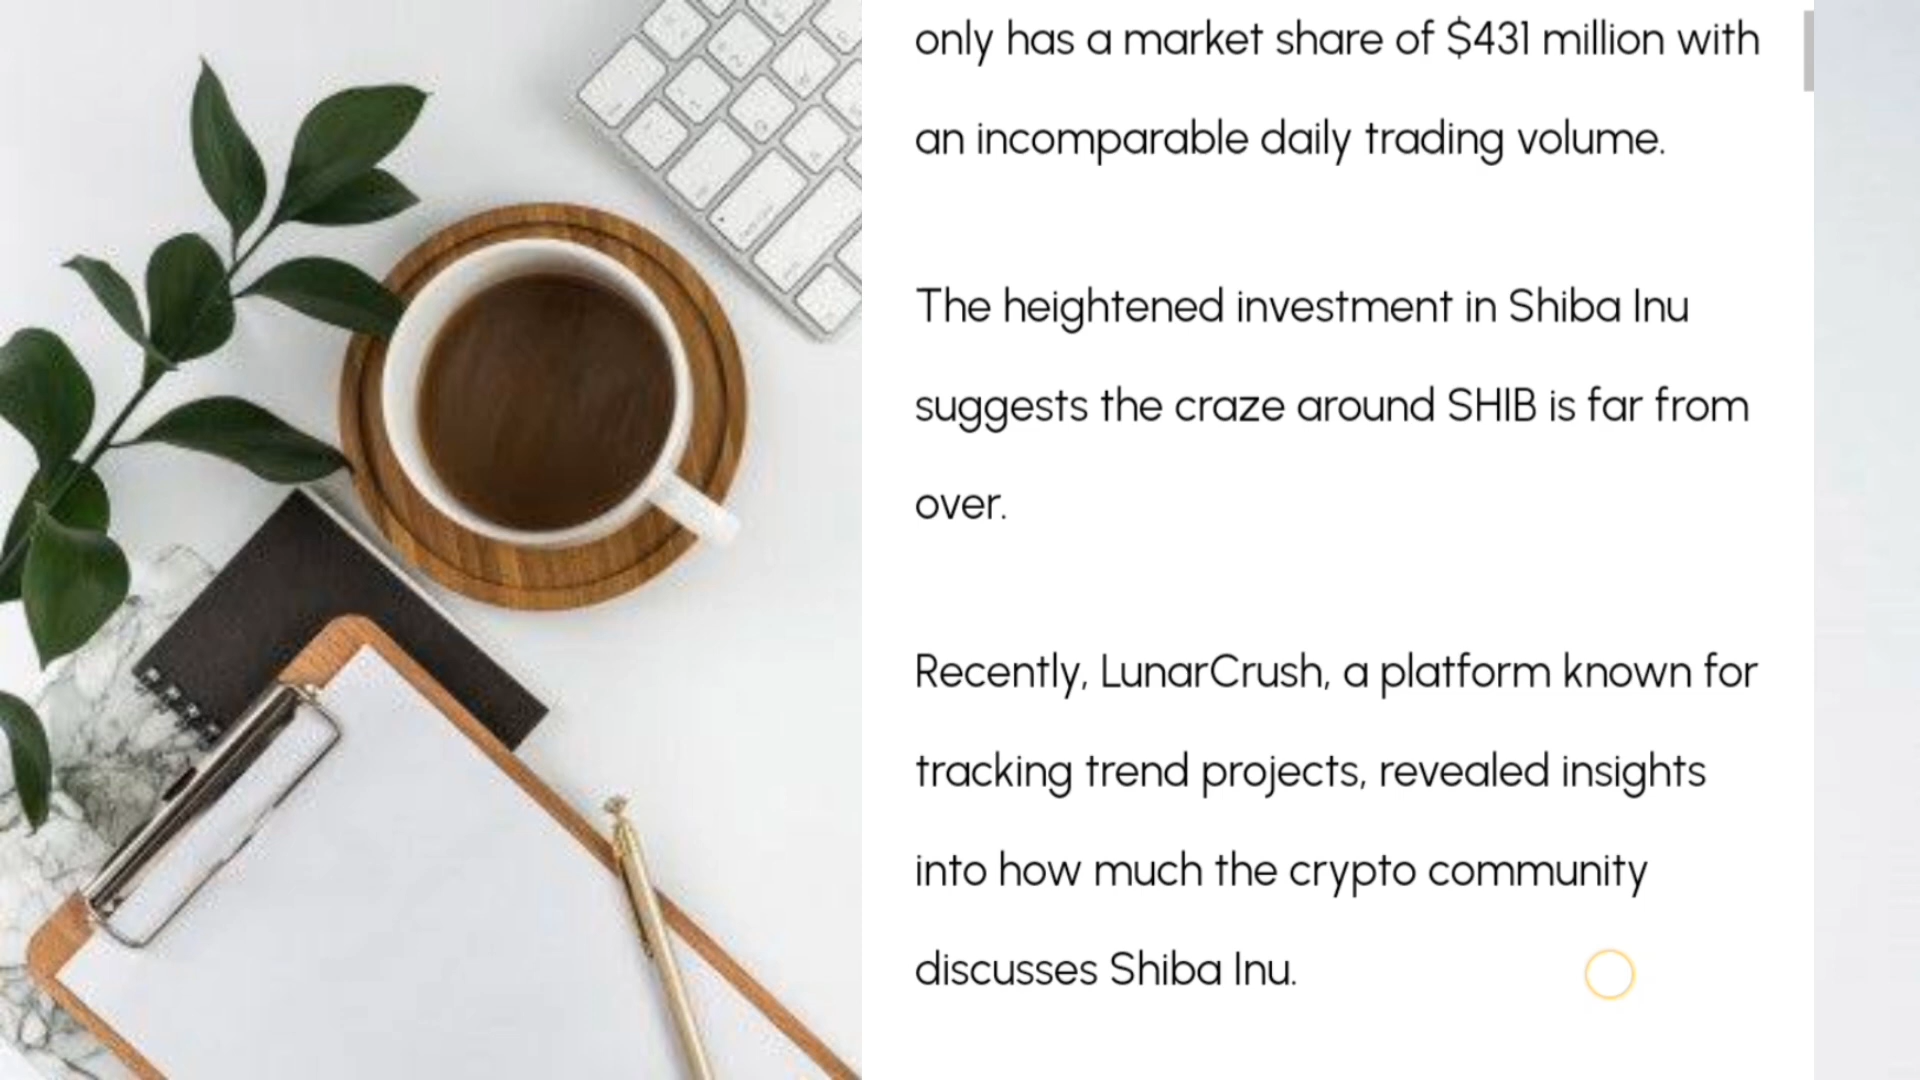 only has a market share of $431 million with
an incomparable daily trading volume.
The heightened investment in Shiba Inu
suggests the craze around SHIB is far from
over.
Recently, LunarCrush, a platform known for
tracking trend projects, revealed insights
into how much the crypto community
discusses Shiba Inu.